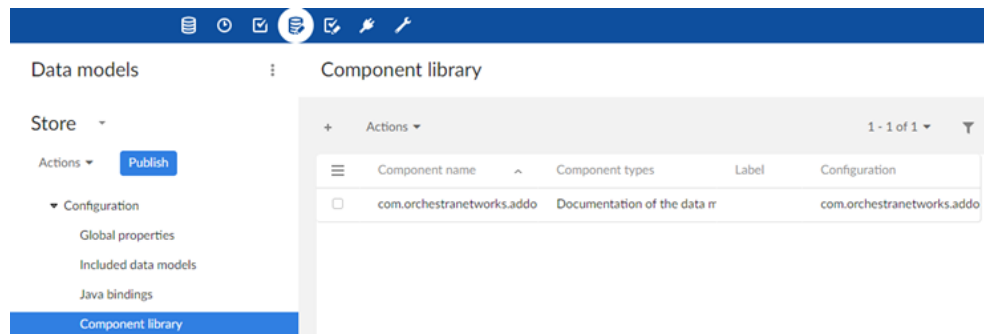 Data models
Component library
Store
Actions
1 - 1 of 1
Actions Publish
Component name Component types Label Configuration
Configuration
com.orchestranetworks.addo Documentation of the data m com.orchestranetworks.addo
Global properties
Included data models
Java bindings
Component library